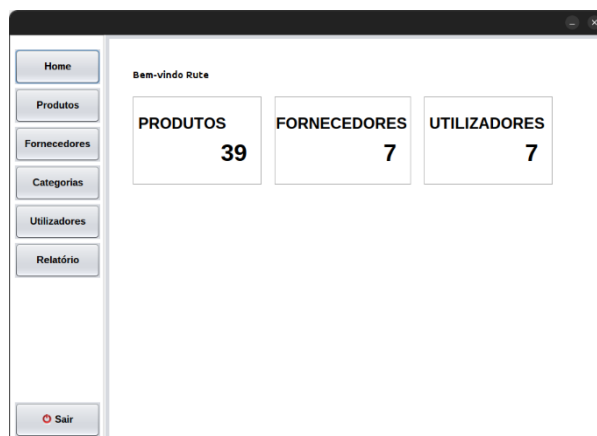 Home
Produtos
Fornecedores
Categorias
Utilizadores
Relatório
Sair
Bem-vindo Rute
PRODUTOS
39
FORNECEDORES
7
UTILIZADORES
7